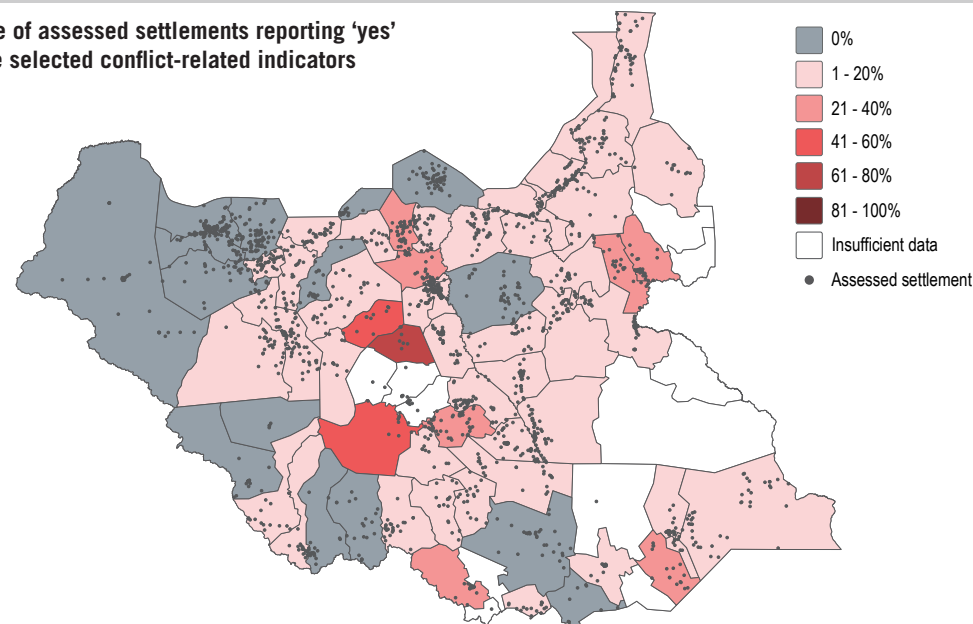 e of assessed settlements reporting ‘yes’
e selected conflict-related indicators
0%
1 - 20%
21 - 40%
41 - 60%
61 - 80%
81 - 100%
Insufficient data
Assessed settlement